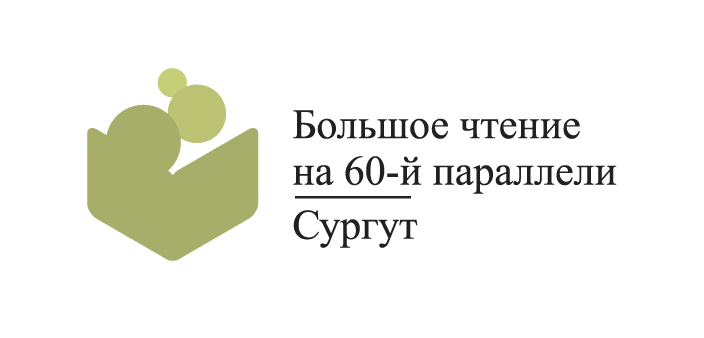 Большое чтение
на 60-й параллели
Сургут